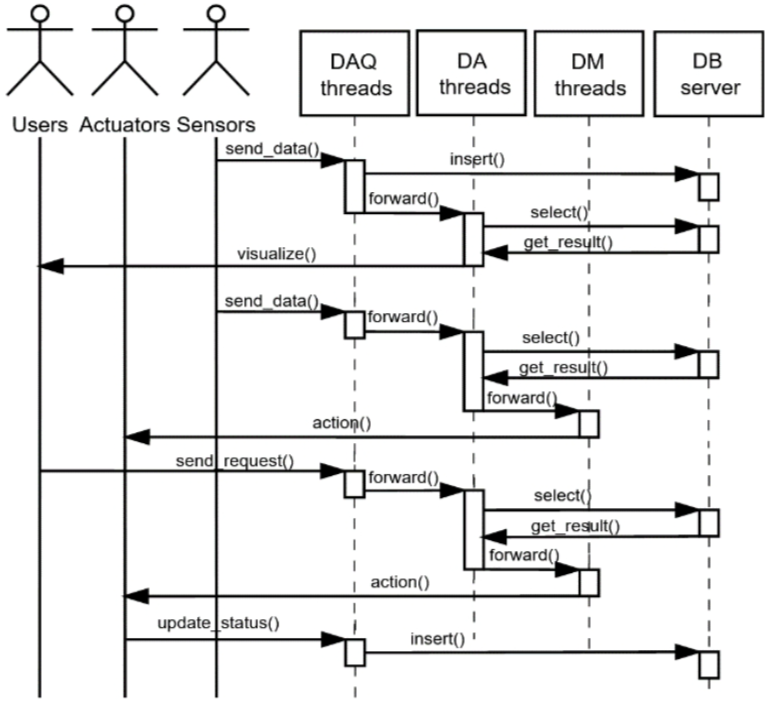 DAQ threads
DA threads
DM threads
DB server
Users Actuators Sensors
send_data()
insert()
forward()
select()
get_result()
visualize()
send_data()
forward()
select()
get_result()
forward()
action()
send_request()
forward()
select()
get_result()
forward()
action()
update_status()
insert()